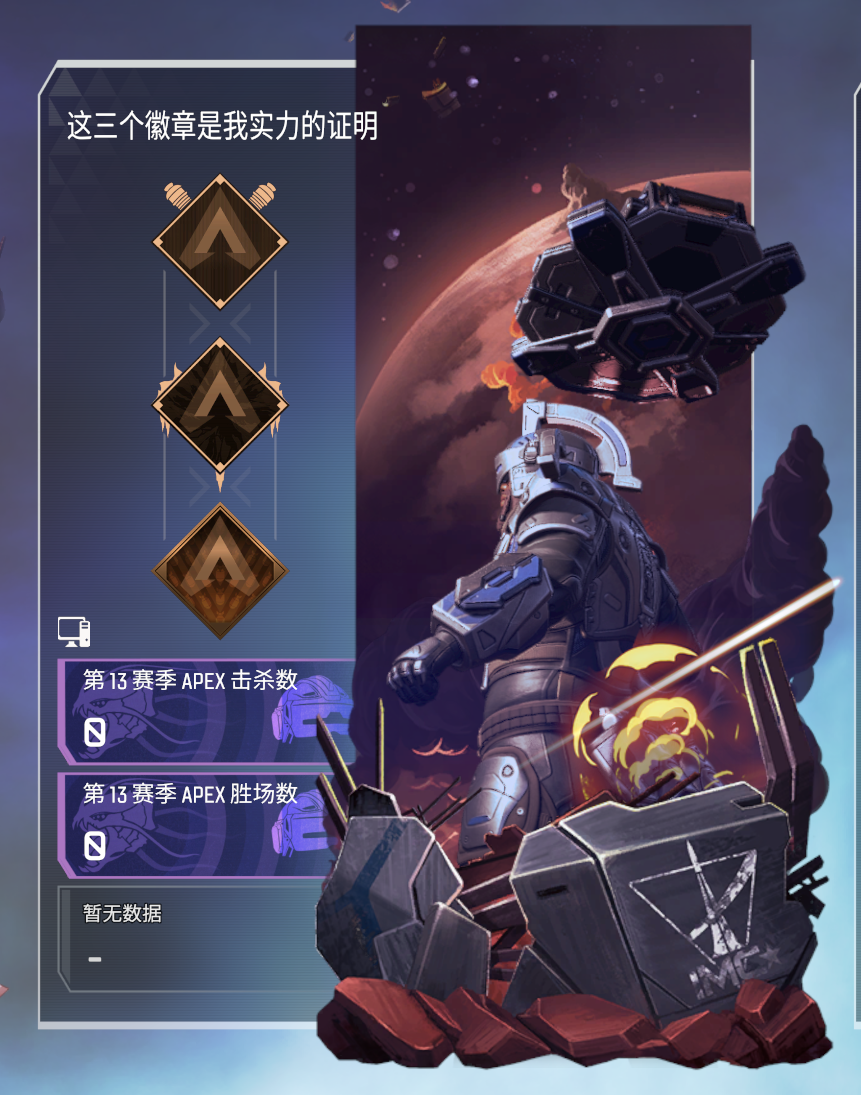 这三个徽章是我实力的证明
第 13 赛季 APEX 击杀数
0
第 13 赛季 APEX 胜场数
0
暂无数据
-
IMC